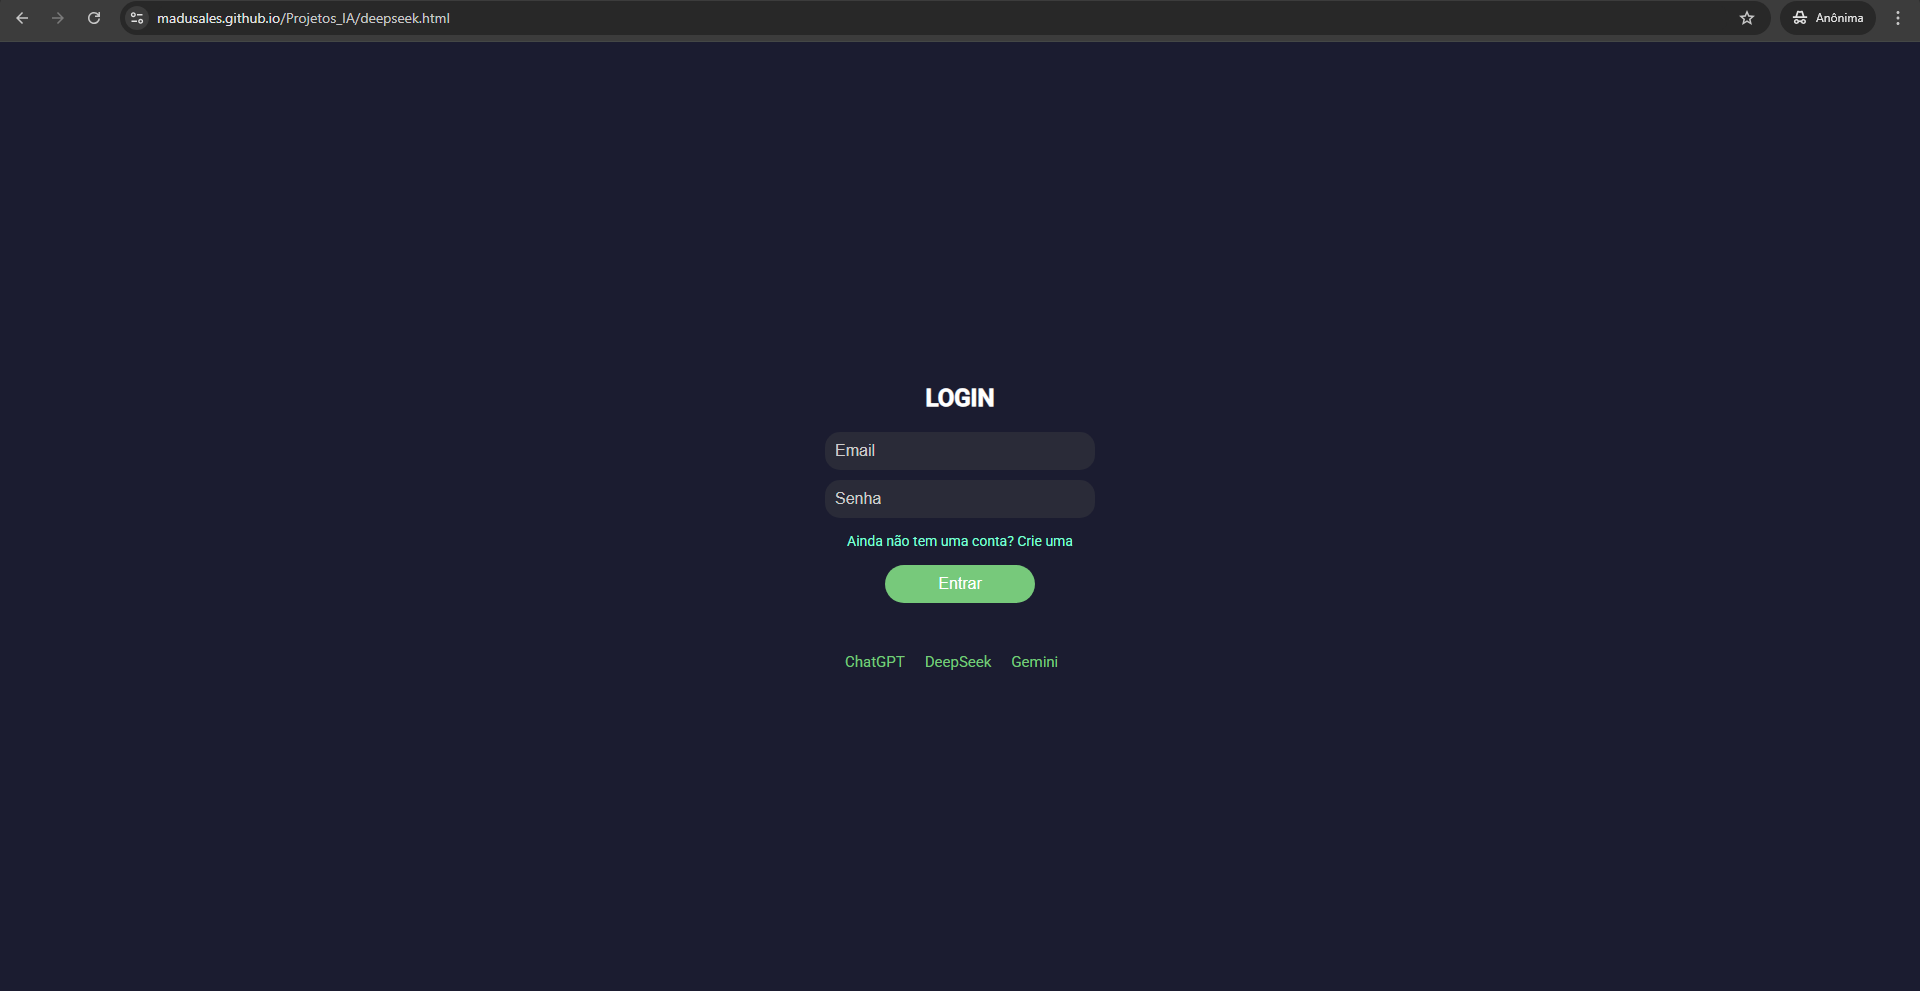 madusales.github.io/Projetos_IA/deepseek.html
Anônima
LOGIN
Email
Senha
Ainda não tem uma conta? Crie uma
Entrar
ChatGPT DeepSeek Gemini